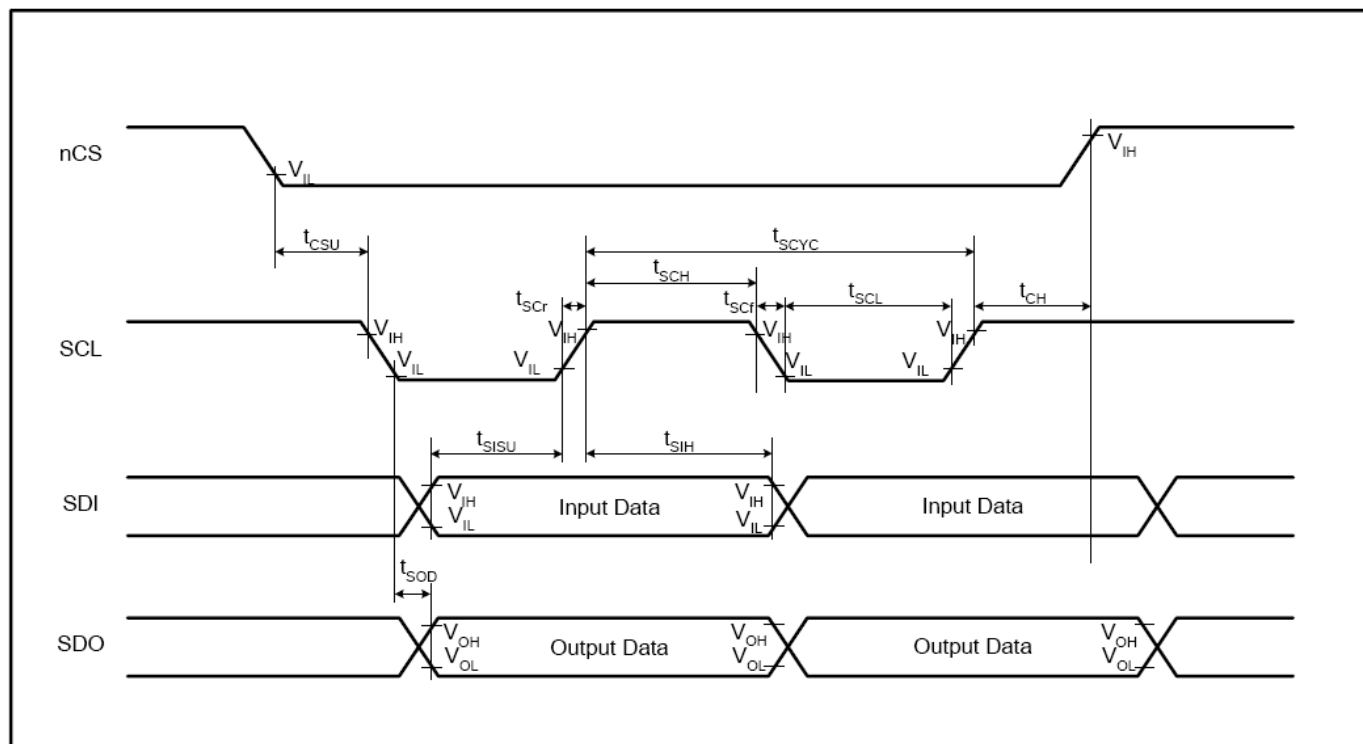 nCS
V_IL
V_IH
t_CSU
t_SCYC
t_SCH
t_SCr
t_SCf
t_SCL
t_CH
SCL
V_IH
V_IL
V_IH
V_IL
V_IH
V_IL
V_IH
V_IL
t_SISU
t_SIH
SDI
V_IH
V_IL
Input Data
V_IH
V_IL
Input Data
t_SOD
SDO
V_OH
V_OL
Output Data
V_OH
V_OL
Output Data
V_OH
V_OL